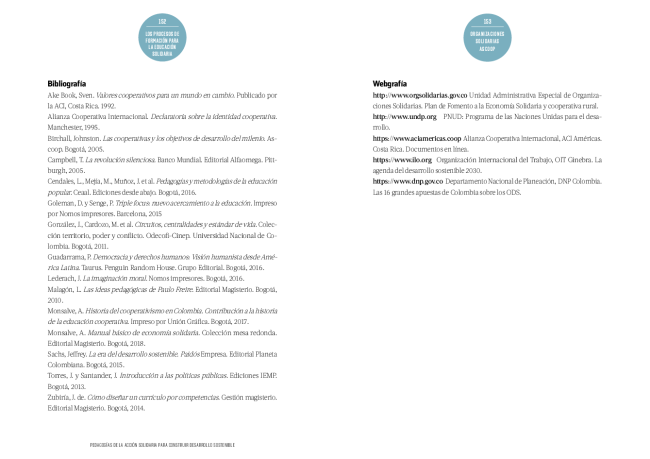 152
LOS PROCESOS DE
FORMACIÓN PARA
LA EDUCACIÓN
SOLIDARIA
Bibliografía
Ake Book, Sven. Valores cooperativos para un mundo en cambio. Publicado por
la ACI, Costa Rica, 1992.
Alianza Cooperativa Internacional. Declaratoria sobre la identidad cooperativa.
Manchester, 1995.
Birchall, Johnston. Las cooperativas y los objetivos de desarrollo del milenio. As-
coop. Bogotá, 2005.
Campbell, T. La revolución silenciosa. Banco Mundial. Editorial Alfaomega. Pitt-
burgh, 2005.
Cendales, L., Mejía, M., Muñoz, J. et al. Pedagogías y metodologías de la educación
popular. Ceaal. Ediciones desde abajo. Bogotá, 2016.
Goleman, D. y Senge, P. Triple focus: nuevo acercamiento a la educación. Impreso
por Nomos impresores. Barcelona, 2015
González, J., Cardozo, M. et al. Circuitos, centralidades y estándar de vida. Colec-
ción territorio, poder y conflicto. Odecofi-Cinep. Universidad Nacional de Co-
lombia. Bogotá, 2011.
Guadarrama, P. Democracia y derechos humanos: Visión humanista desde Amé-
rica Latina. Taurus. Penguin Random House. Grupo Editorial. Bogotá, 2016.
Lederach, J. La imaginación moral. Nomos impresores. Bogotá, 2016.
Malagón, L. Las ideas pedagógicas de Paulo Freire. Editorial Magisterio. Bogotá,
2010.
Monsalve, A. Historia del cooperativismo en Colombia. Contribución a la historia
de la educación cooperativa. Impreso por Unión Gráfica. Bogotá, 2017.
Monsalve, A. Manual básico de economía solidaria. Colección mesa redonda.
Editorial Magisterio. Bogotá, 2018.
Sachs, Jeffrey. La era del desarrollo sostenible. Paidós Empresa. Editorial Planeta
Colombiana. Bogotá, 2015.
Torres, J. y Santander, J. Introducción a las políticas públicas. Ediciones IEMP.
Bogotá, 2013.
Zubiría, J. de. Cómo diseñar un currículo por competencias. Gestión magisterio.
Editorial Magisterio. Bogotá, 2014.
PEDAGOGÍAS DE LA ACCIÓN SOLIDARIA PARA CONSTRUIR DESARROLLO SOSTENIBLE
153
ORGANIZACIONES
SOLIDARIAS
ASCOOP
Webgrafía
http://www.orgsolidarias.gov.co Unidad Administrativa Especial de Organiza-
ciones Solidarias. Plan de Fomento a la Economía Solidaria y cooperativa rural.
http://www.undp.org PNUD: Programa de las Naciones Unidas para el desa-
rrollo.
https://www.aciamericas.coop Alianza Cooperativa Internacional, ACI Américas.
Costa Rica. Documentos en línea.
https://www.ilo.org Organización Internacional del Trabajo, OIT Ginebra. La
agenda del desarrollo sostenible 2030.
https://www.dnp.gov.co Departamento Nacional de Planeación, DNP Colombia.
Las 16 grandes apuestas de Colombia sobre los ODS.